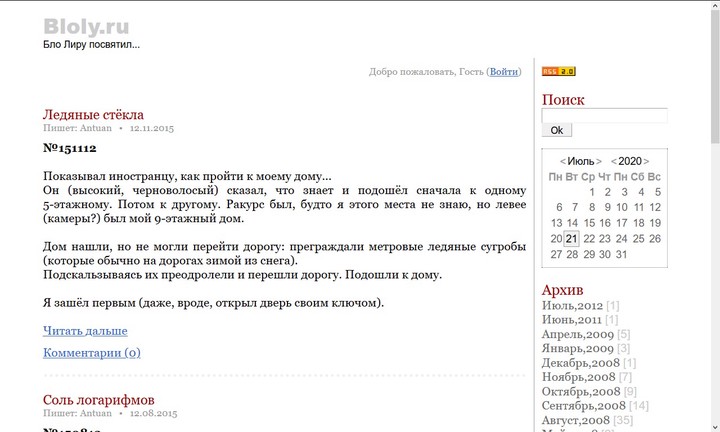 Bloly.ru
Бло Лиру посвятил...
Добро пожаловать, Гость (Войти)
Ледяные стёкла
Пишет: Antuan • 12.11.2015
№151112
Показывал иностранцу, как пройти к моему дому...
Он (высокий, черноволосый) сказал, что знает и подошёл сначала к одному
5-этажному. Потом к другому. Ракурс был, будто я этого места не знаю, но левее
(камеры?) был мой 9-этажный дом.
Дом нашли, но не могли перейти дорогу: преграждали метровые ледяные сугробы
(которые обычно на дорогах зимой из снега).
Подскальзываясь их преодролели и перешли дорогу. Подошли к дому.
Я зашёл первым (даже, вроде, открыл дверь своим ключом).
Читать дальше
Комментарии (0)
Соль логарифмов
Пишет: Antuan • 12.08.2015
RSS 2.0
Поиск
Ok
<Июль> <2020>
Пн Вт Ср Чт Пн Сб Вс
1 2 3 4 5
6 7 8 9 10 11 12
13 14 15 16 17 18 19
20 21 22 23 24 25 26
27 28 29 30 31
Архив
Июль,2012 [1]
Июнь,2011 [1]
Апрель,2009 [5]
Январь,2009 [3]
Декабрь,2008 [1]
Ноябрь,2008 [7]
Октябрь,2008 [9]
Сентябрь,2008 [14]
Август,2008 [35]